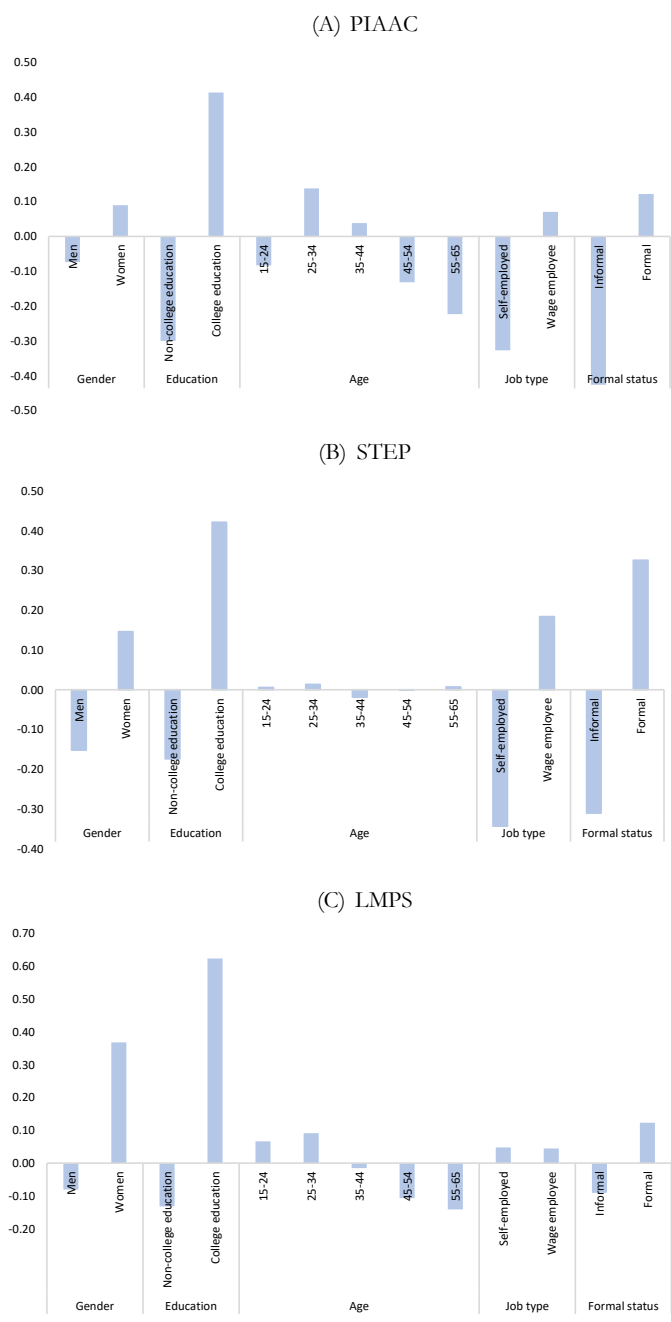 (A) PIAAC
0.50
0.40
0.30
0.20
0.10
0.00
-0.10
-0.20
-0.30
-0.40
-0.50
Men
Women
Non-college education
College education
15-24
25-34
35-44
45-54
55-65
Self-employed
Wage employee
Informal
Formal
Gender Education Age Job type Formal status
(B) STEP
0.50
0.40
0.30
0.20
0.10
0.00
-0.10
-0.20
-0.30
-0.40
Men
Women
Non-college education
College education
15-24
25-34
35-44
45-54
55-65
Self-employed
Wage employee
Informal
Formal
Gender Education Age Job type Formal status
(C) LMPS
0.70
0.60
0.50
0.40
0.30
0.20
0.10
0.00
-0.10
-0.20
Men
Women
Non-college education
College education
15-24
25-34
35-44
45-54
55-65
Self-employed
Wage employee
Informal
Formal
Gender Education Age Job type Formal status